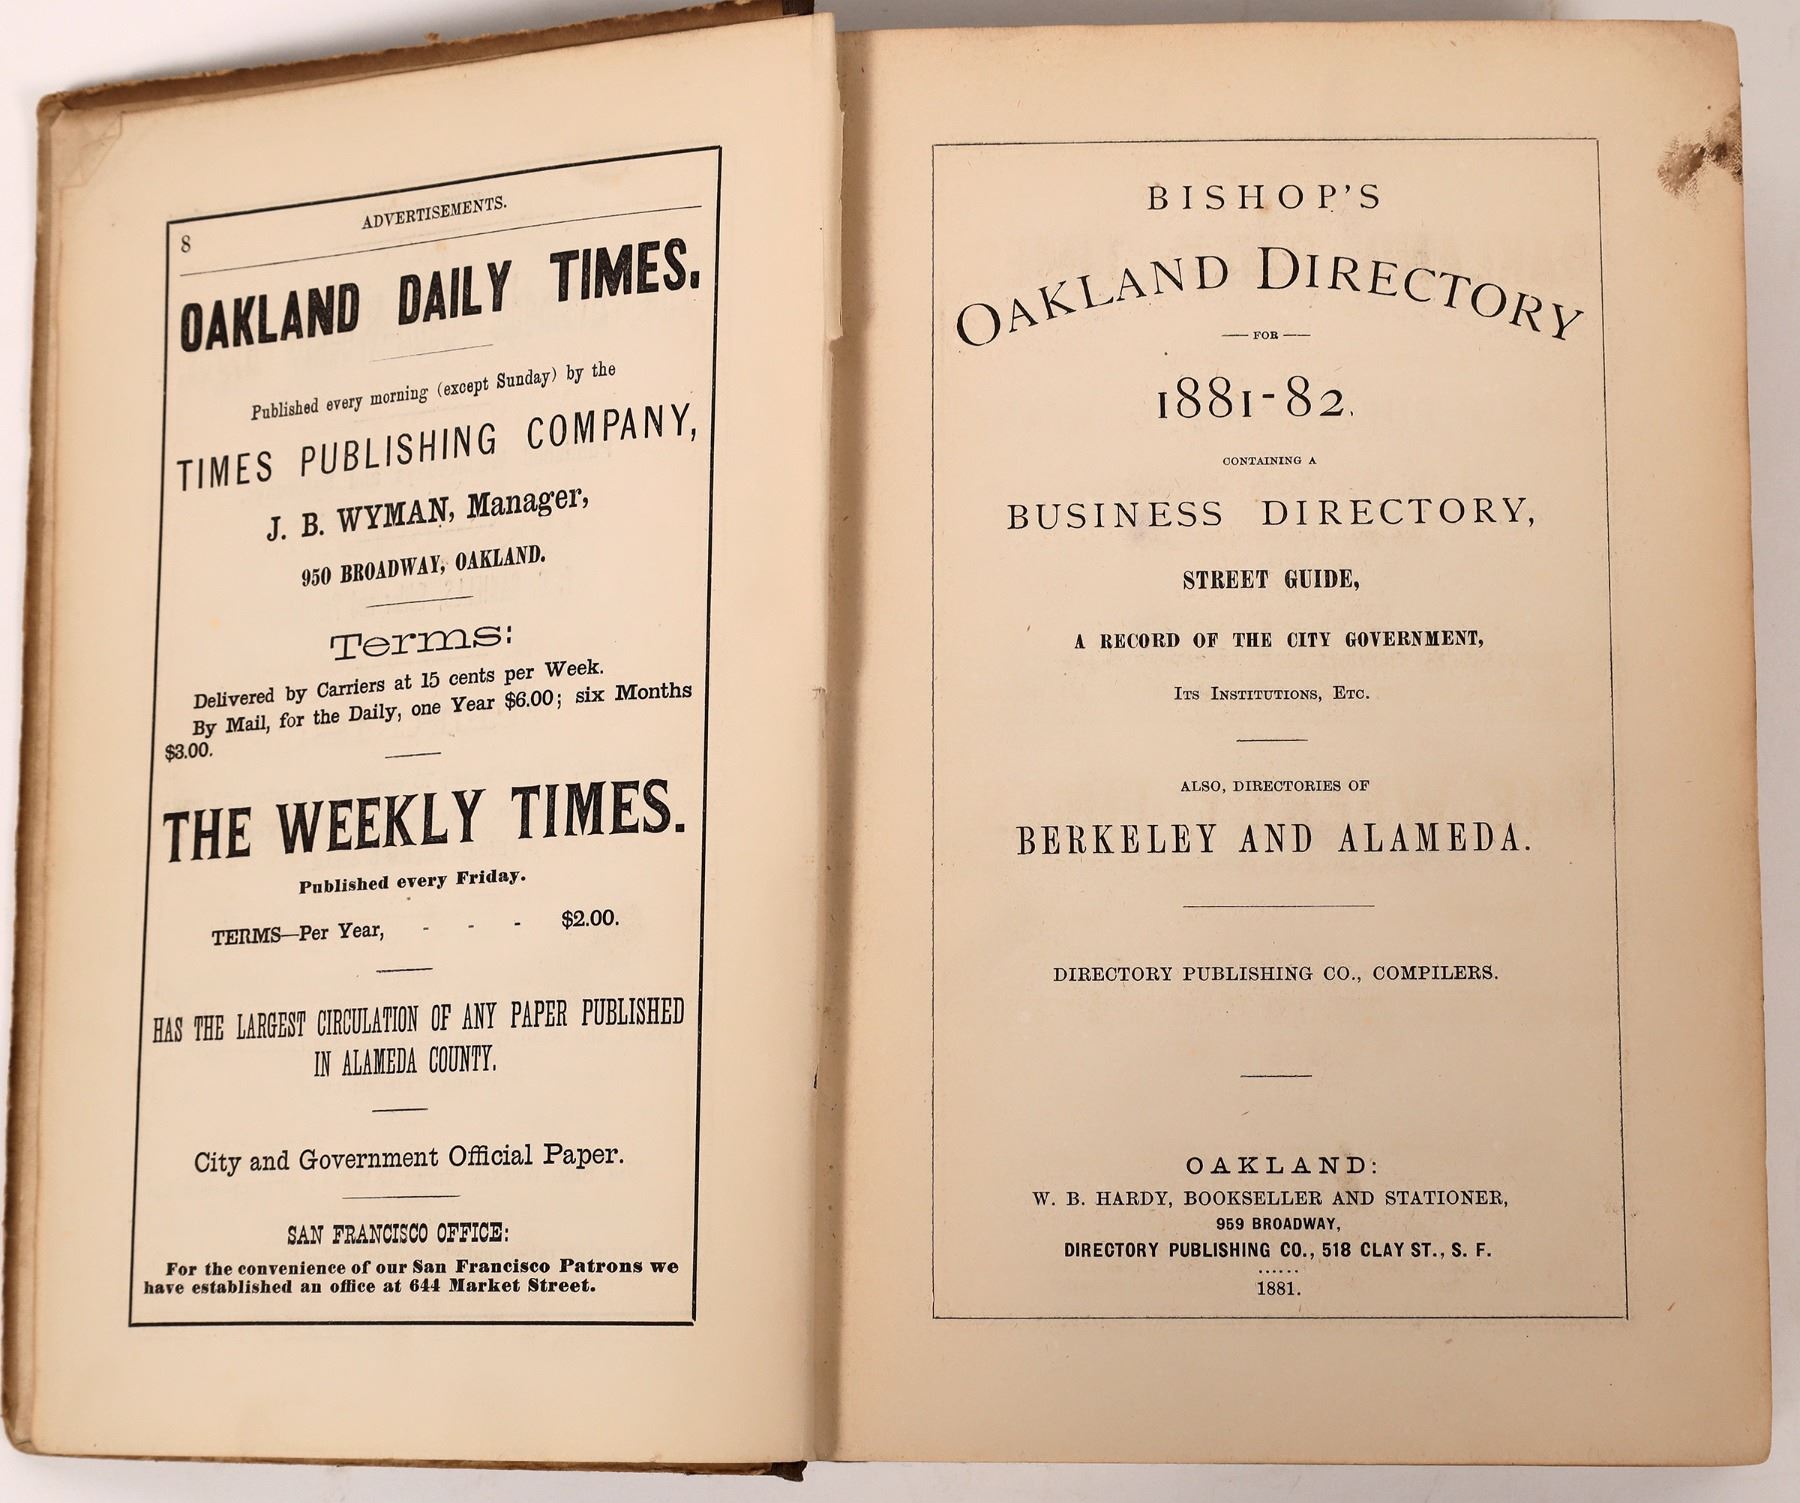 8
ADVERTISEMENTS.
OAKLAND DAILY TIMES.
Published every morning (except Sunday) by the
TIMES PUBLISHING COMPANY,
J. B. WYMAN, Manager,
950 BROADWAY, OAKLAND.
Terms:
Delivered by Carriers at 15 cents per Week.
By Mail, for the Daily, one Year $6.00; six Months
$3.00.
THE WEEKLY TIMES.
Published every Friday.
TERMS—Per Year, - - - $2.00.
HAS THE LARGEST CIRCULATION OF ANY PAPER PUBLISHED
IN ALAMEDA COUNTY.
City and Government Official Paper.
SAN FRANCISCO OFFICE:
For the convenience of our San Francisco Patrons we
have established an office at 644 Market Street.
BISHOP'S
OAKLAND DIRECTORY
— FOR —
1881-82.
CONTAINING A
BUSINESS DIRECTORY,
STREET GUIDE,
A RECORD OF THE CITY GOVERNMENT,
ITS INSTITUTIONS, ETC.
ALSO, DIRECTORIES OF
BERKELEY AND ALAMEDA.
DIRECTORY PUBLISHING CO., COMPILERS.
OAKLAND:
W. B. HARDY, BOOKSELLER AND STATIONER,
959 BROADWAY,
DIRECTORY PUBLISHING CO., 518 CLAY ST., S. F.
......
1881.